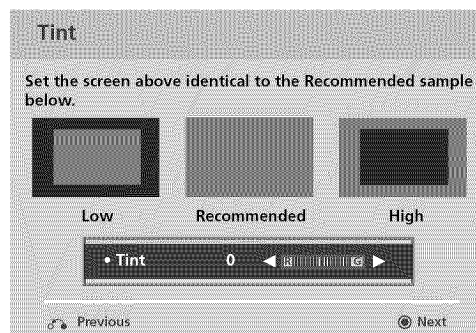 Tint
Set the screen above identical to the Recommended sample
below.
Low Recommended High
• Tint 0 ◀ R G ▶
Previous Next